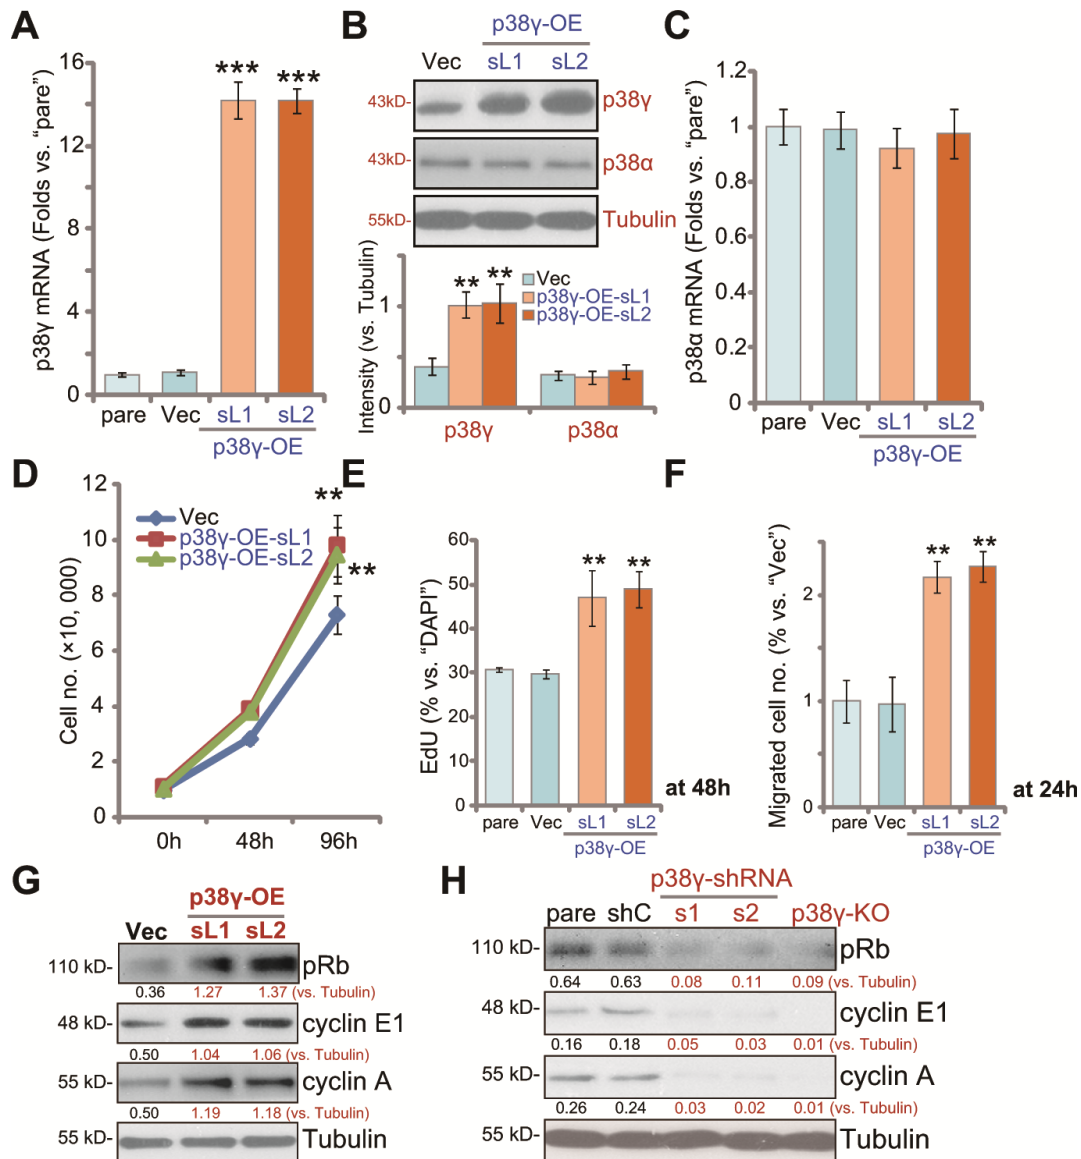 A
p38γ mRNA (Folds vs. “pare”)
16
14
8
4
0
***
***
pare Vec sL1 sL2
p38γ-OE
B
p38γ-OE
Vec sL1 sL2
43kD- p38γ
43kD- p38α
55kD- Tubulin
Intensity (vs. Tubulin)
1
0
** **
Vec
p38γ-OE-sL1
p38γ-OE-sL2
p38γ p38α
C
p38α mRNA (Folds vs. “pare”)
1.2
1
0.8
0.6
0.4
0.2
0
pare Vec sL1 sL2
p38γ-OE
D
Cell no. (×10, 000)
12
10
8
6
4
2
0
Vec
p38γ-OE-sL1
p38γ-OE-sL2
**
**
0h 48h 96h
E
EdU (% vs. “DAPI”)
60
50
40
30
20
10
0
** **
pare Vec sL1 sL2
p38γ-OE
at 48h
F
Migrated cell no. (% vs. “Vec”)
2
1
0
** **
pare Vec sL1 sL2
p38γ-OE
at 24h
G
p38γ-OE
Vec sL1 sL2
110 kD- pRb
0.36 1.27 1.37 (vs. Tubulin)
48 kD- cyclin E1
0.50 1.04 1.06 (vs. Tubulin)
55 kD- cyclin A
0.50 1.19 1.18 (vs. Tubulin)
55 kD- Tubulin
H
p38γ-shRNA
pare shC s1 s2 p38γ-KO
110 kD- pRb
0.64 0.63 0.08 0.11 0.09 (vs. Tubulin)
48 kD- cyclin E1
0.16 0.18 0.05 0.03 0.01 (vs. Tubulin)
55 kD- cyclin A
0.26 0.24 0.03 0.02 0.01 (vs. Tubulin)
55 kD- Tubulin